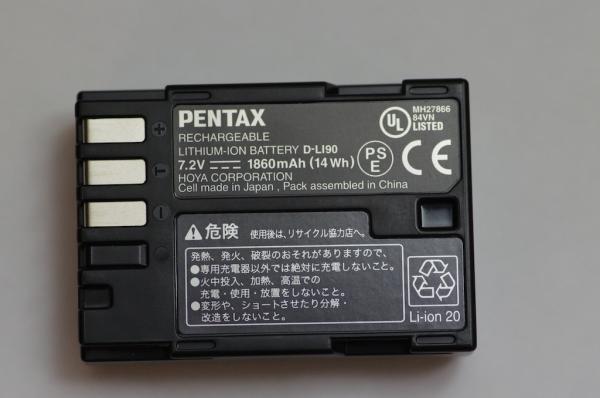 PENTAX
RECHARGEABLE
LITHIUM-ION BATTERY D-LI90
7.2V ⎓ 1860mAh (14 Wh)
HOYA CORPORATION
Cell made in Japan , Pack assembled in China
UL
MH27866
84VN
LISTED
PS
E
CE
+
T
−
⚠危険 使用後は、リサイクル協力店へ。
発熱、発火、破裂のおそれがありますので、
●専用充電器以外では絶対に充電しないこと。
●火中投入、加熱、高温での
充電・使用・放置をしないこと。
●変形や、ショートさせたり分解・
改造をしないこと。
Li-ion 20